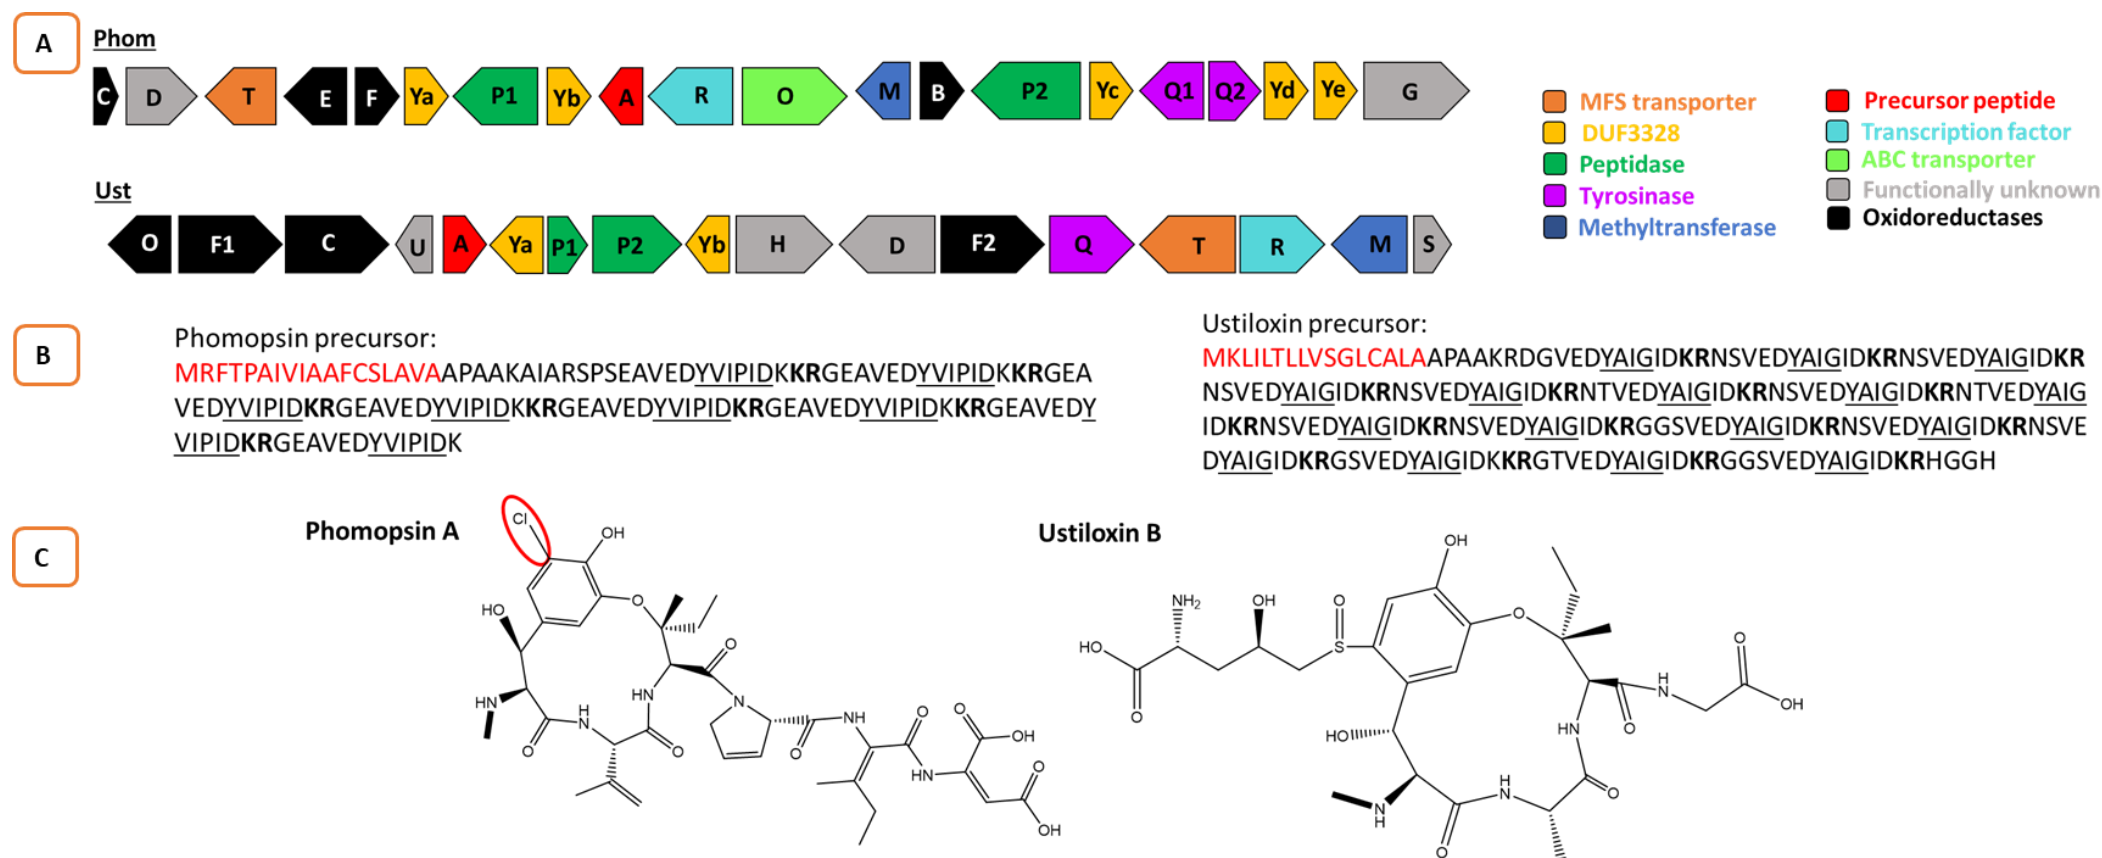 A
Phom
C D T E F Ya P1 Yb A R O M B P2 Yc Q1 Q2 Yd Ye G
Ust
O F1 C U A Ya P1 P2 Yb H D F2 Q T R M S
MFS transporter
DUF3328
Peptidase
Tyrosinase
Methyltransferase
Precursor peptide
Transcription factor
ABC transporter
Functionally unknown
Oxidoreductases
B
Phomopsin precursor:
MRFTPAIVIAAFCSLAVAAPAAKAIARSPSEAVEDYVIPIDKKRGEAVEDYVIPIDKKRGEA
VEDYVIPIDKRGEAVEDYVIPIDKKRGEAVEDYVIPIDKRGEAVEDYVIPIDKKRGEAVEDY
VIPIDKRGEAVEDYVIPIDK
Ustiloxin precursor:
MKLILTLLVSGLCALAAPAAKRDGVEDYAIGIDKRNSVEDYAIGIDKRNSVEDYAIGIDKR
NSVEDYAIGIDKRNSVEDYAIGIDKRNTVEDYAIGIDKRNSVEDYAIGIDKRNTVEDYAIG
IDKRNSVEDYAIGIDKRNSVEDYAIGIDKRGGSVEDYAIGIDKRNSVEDYAIGIDKRNSVE
DYAIGIDKRGSVEDYAIGIDKKRGTVEDYAIGIDKRGGSVEDYAIGIDKRHGGH
C
Phomopsin A
Cl
OH
HO
O
O
HN
HN
H
N
O
O
N
O
NH
O
HN
O
OH
O
OH
Ustiloxin B
OH
NH2
OH
O
HO
O
S
O
O
OH
H
N
O
HO
HN
H
N
O
N
H
O